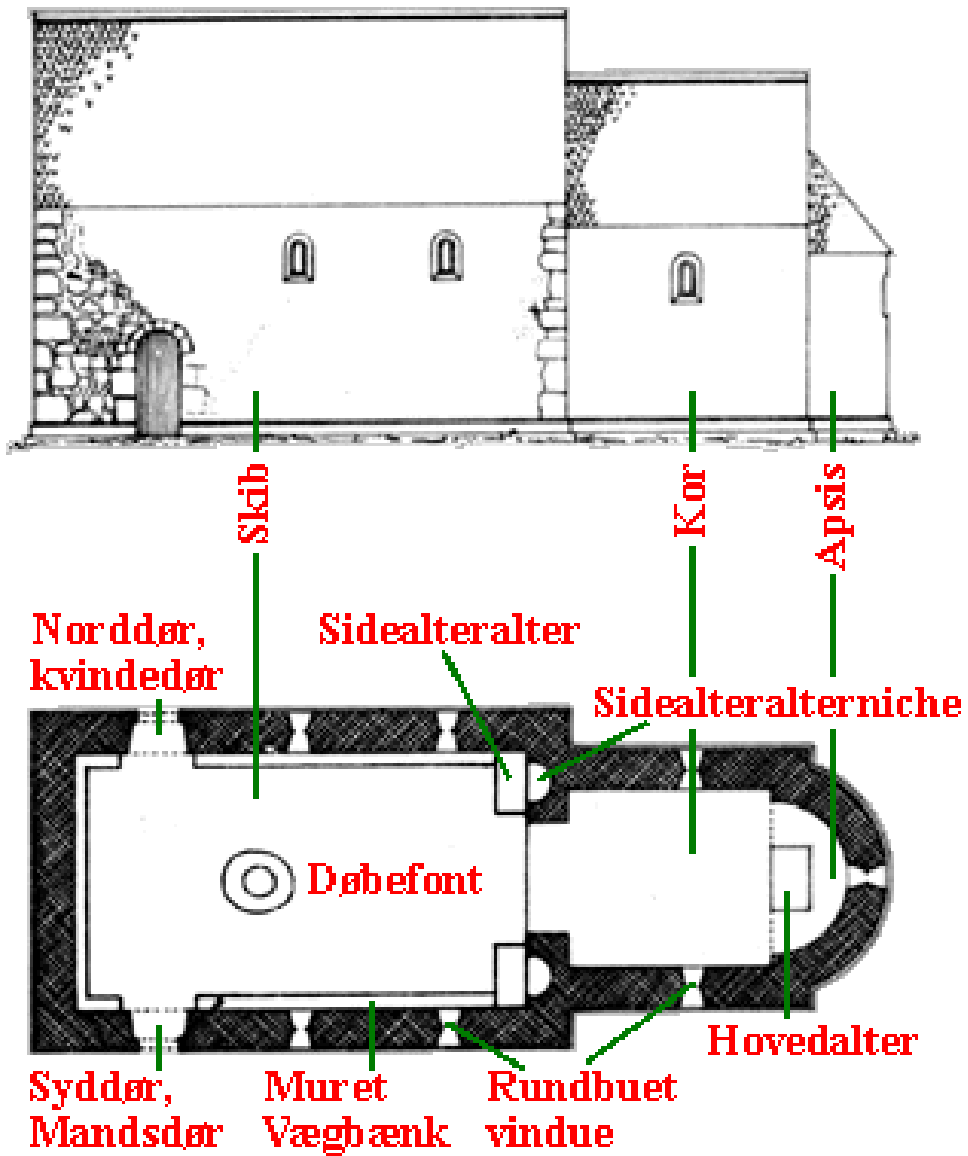 Skib
Kor
Apsis
Norddør,
kvindedør
Sidealteralter
Sidealteralterniche
Døbefont
Hovedalter
Syddør,
Mandsdør
Muret
Vægbænk
Rundbuet
vindue